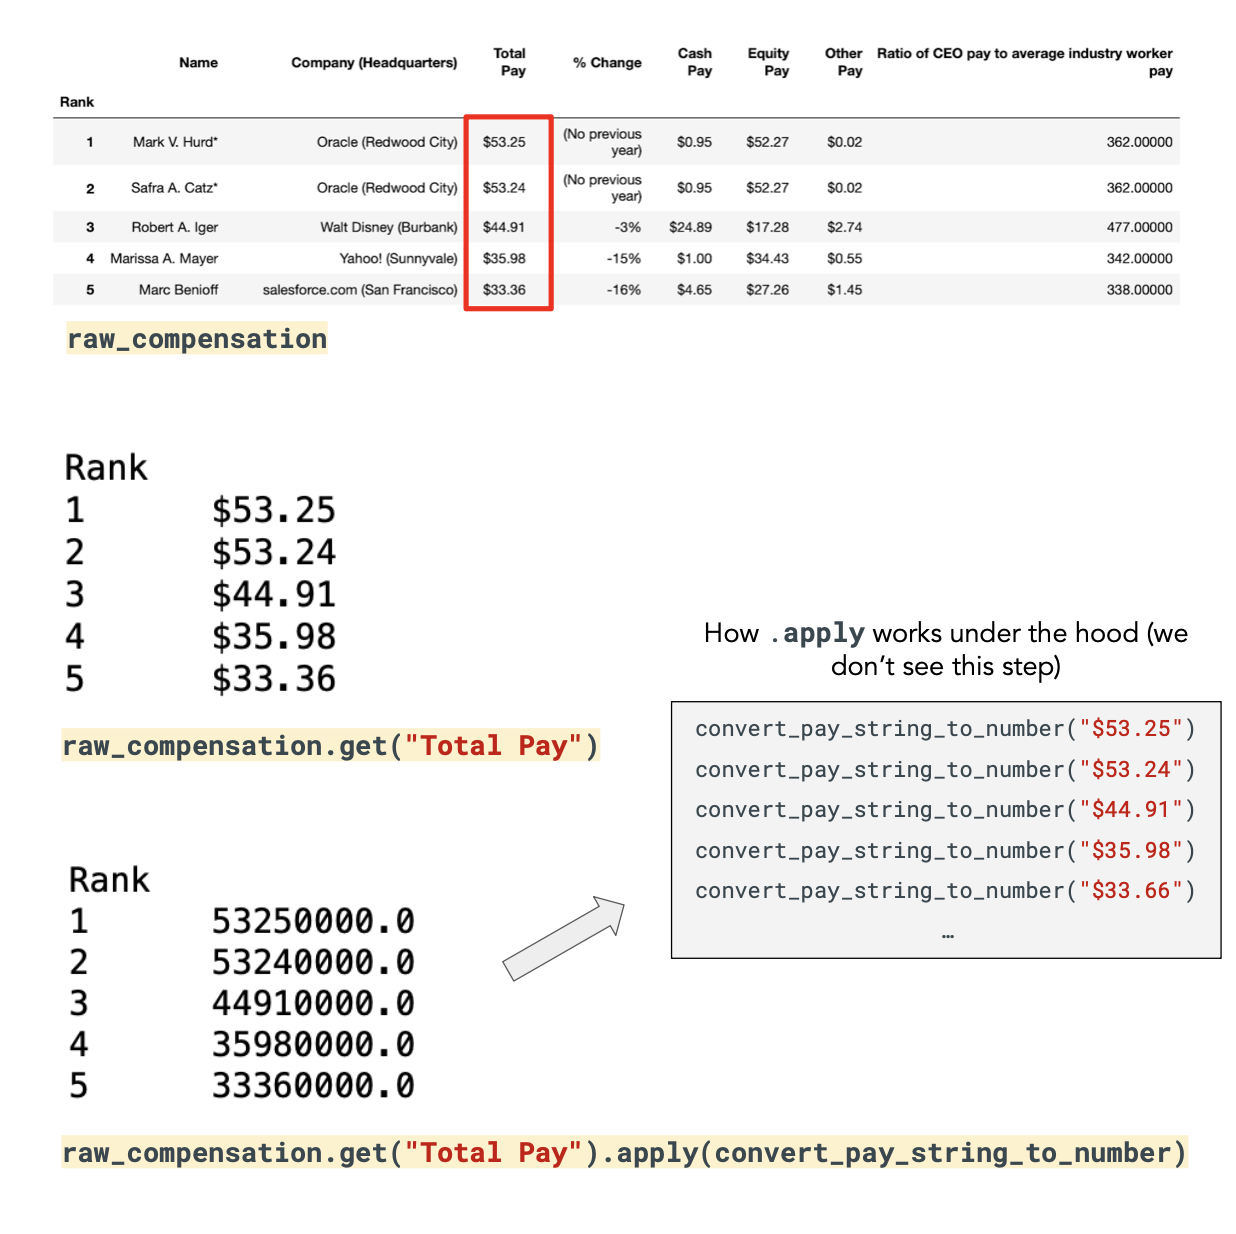 Name Company (Headquarters) Total Pay % Change Cash Pay Equity Pay Other Pay Ratio of CEO pay to average industry worker pay
Rank
1 Mark V. Hurd* Oracle (Redwood City) $53.25 (No previous year) $0.95 $52.27 $0.02 362.00000
2 Safra A. Catz* Oracle (Redwood City) $53.24 (No previous year) $0.95 $52.27 $0.02 362.00000
3 Robert A. Iger Walt Disney (Burbank) $44.91 -3% $24.89 $17.28 $2.74 477.00000
4 Marissa A. Mayer Yahoo! (Sunnyvale) $35.98 -15% $1.00 $34.43 $0.55 342.00000
5 Marc Benioff salesforce.com (San Francisco) $33.36 -16% $4.65 $27.26 $1.45 338.00000
raw_compensation
Rank
1 $53.25
2 $53.24
3 $44.91
4 $35.98
5 $33.36
raw_compensation.get("Total Pay")
How .apply works under the hood (we
don't see this step)
convert_pay_string_to_number("$53.25")
convert_pay_string_to_number("$53.24")
convert_pay_string_to_number("$44.91")
convert_pay_string_to_number("$35.98")
convert_pay_string_to_number("$33.66")
…
Rank
1 53250000.0
2 53240000.0
3 44910000.0
4 35980000.0
5 33360000.0
raw_compensation.get("Total Pay").apply(convert_pay_string_to_number)